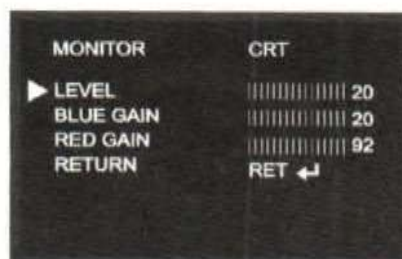 MONITOR CRT
LEVEL 20
BLUE GAIN 20
RED GAIN 92
RETURN RET